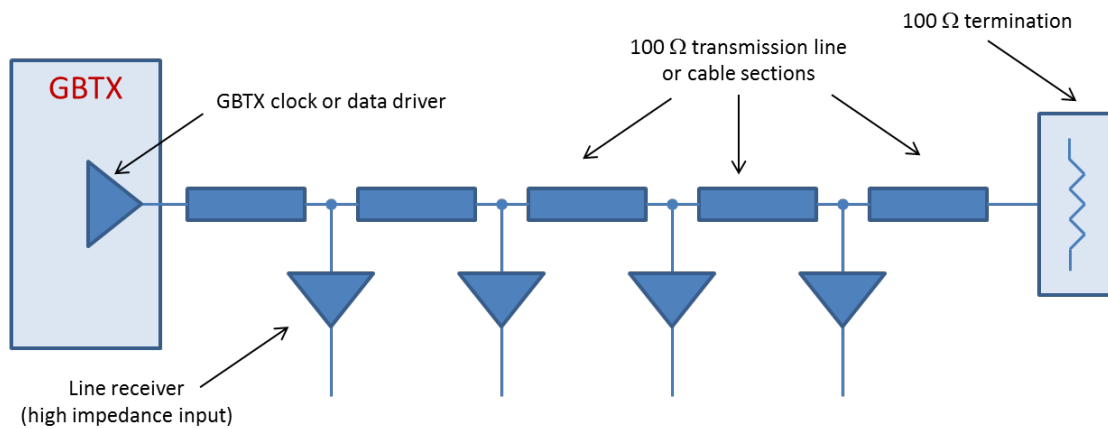 100 Ω termination
100 Ω transmission line
or cable sections
GBTX
GBTX clock or data driver
Line receiver
(high impedance input)